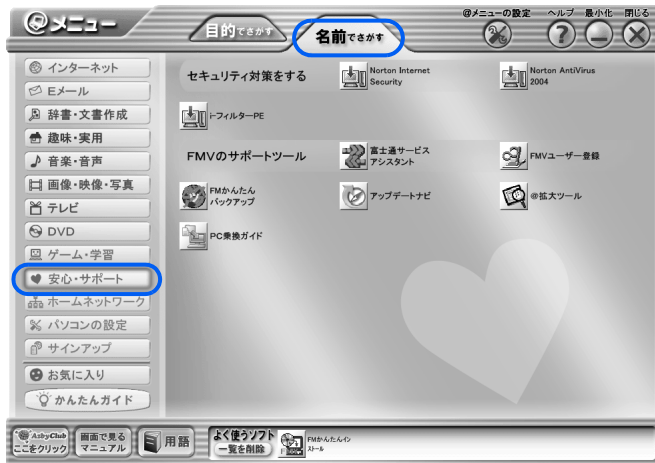 @メニュー
目的でさがす
名前でさがす
@メニューの設定
ヘルプ
最小化
閉じる
インターネット
Eメール
辞書・文書作成
趣味・実用
音楽・音声
画像・映像・写真
テレビ
DVD
ゲーム・学習
安心・サポート
ホームネットワーク
パソコンの設定
サインアップ
お気に入り
かんたんガイド
セキュリティ対策をする
Norton Internet
Security
Norton AntiVirus
2004
i-フィルターPE
FMVのサポートツール
富士通サービス
アシスタント
FMVユーザー登録
FMかんたん
バックアップ
アップデートナビ
@拡大ツール
PC乗換ガイド
@AzbyClub
ここをクリック
画面で見る
マニュアル
用語
よく使うソフト
一覧を削除
FMかんたんイン
ストール